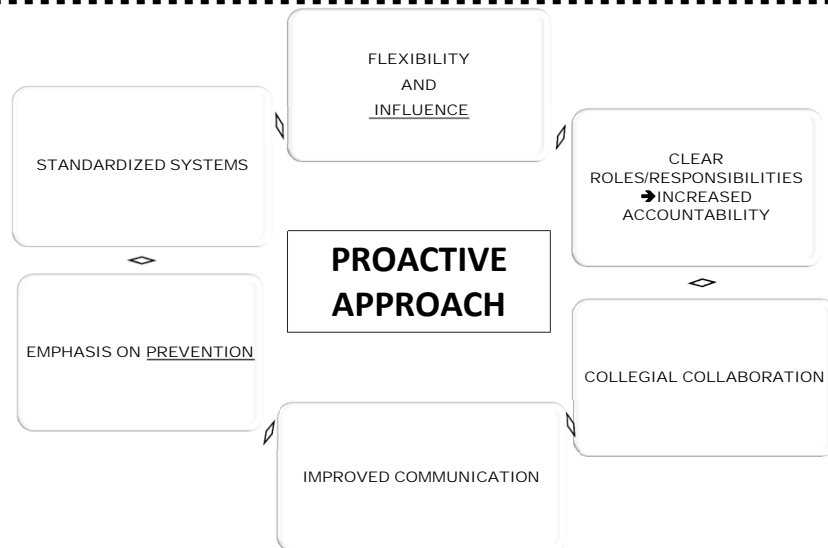 FLEXIBILITY
AND
INFLUENCE
STANDARDIZED SYSTEMS
CLEAR
ROLES/RESPONSIBILITIES
➔INCREASED
ACCOUNTABILITY
PROACTIVE
APPROACH
EMPHASIS ON PREVENTION
COLLEGIAL COLLABORATION
IMPROVED COMMUNICATION